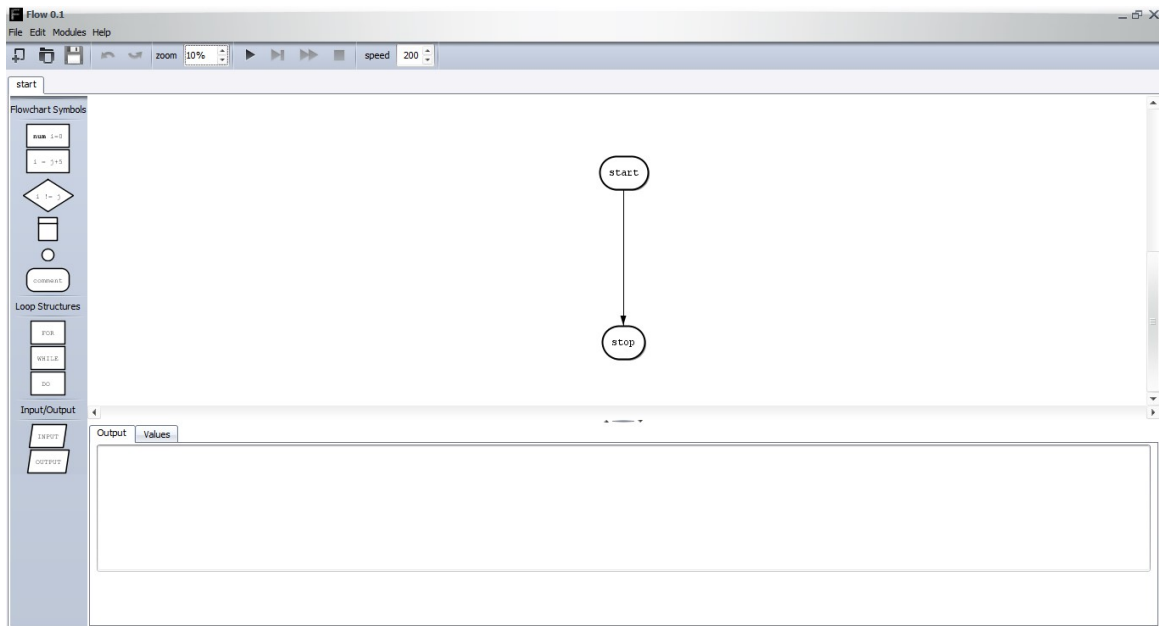 F Flow 0.1
File Edit Modules Help
zoom 10% speed 200
start
Flowchart Symbols
num i=0
i = j+5
i != j
comment
Loop Structures
FOR
WHILE
DO
Input/Output
INPUT
OUTPUT
start
stop
Output Values